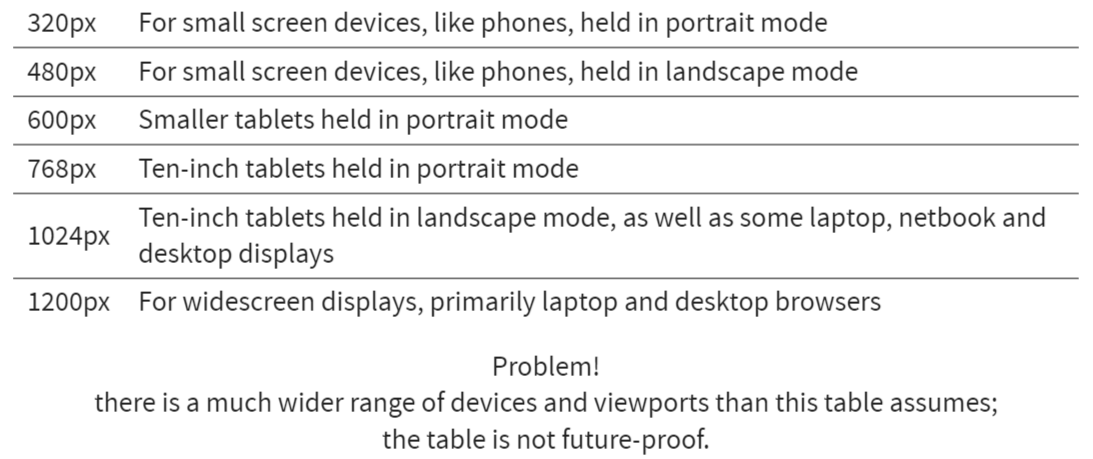 320px For small screen devices, like phones, held in portrait mode
480px For small screen devices, like phones, held in landscape mode
600px Smaller tablets held in portrait mode
768px Ten-inch tablets held in portrait mode
1024px Ten-inch tablets held in landscape mode, as well as some laptop, netbook and
desktop displays
1200px For widescreen displays, primarily laptop and desktop browsers
Problem!
there is a much wider range of devices and viewports than this table assumes;
the table is not future-proof.